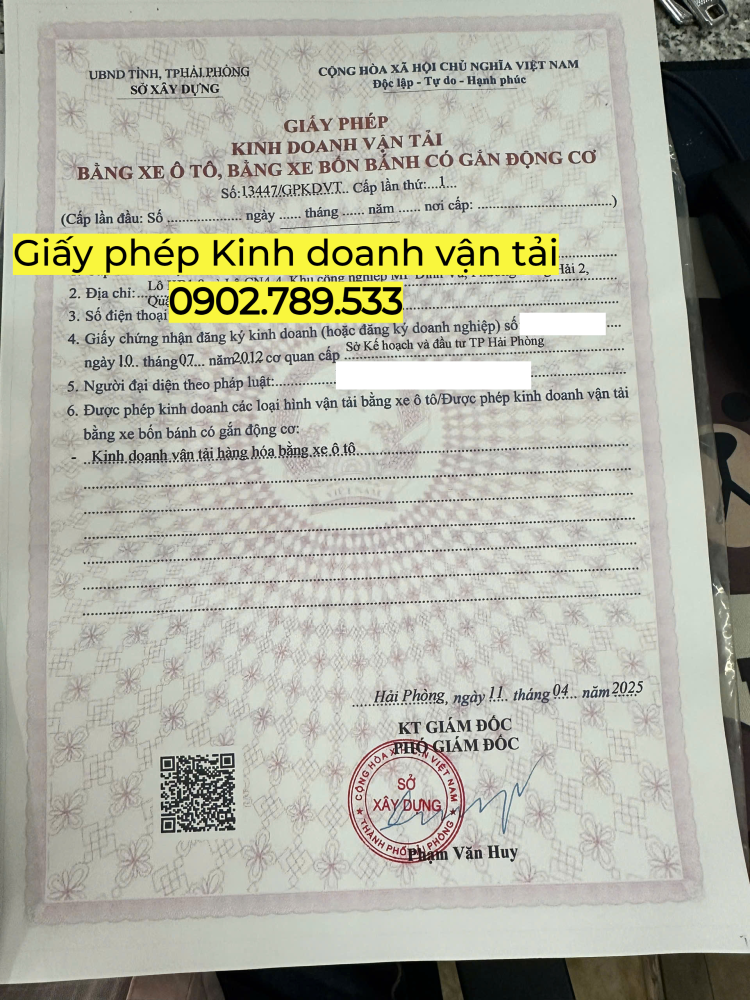 UBND TỈNH, TPHẢI PHÒNG
SỞ XÂY DỰNG
CỘNG HÒA XÃ HỘI CHỦ NGHĨA VIỆT NAM
Độc lập - Tự do - Hạnh phúc
GIẤY PHÉP
KINH DOANH VẬN TẢI
BẰNG XE Ô TÔ, BẰNG XE BỐN BÁNH CÓ GẮN ĐỘNG CƠ
Số:13447/GPKDVT.. Cấp lần thứ:...1...
(Cấp lần đầu: Số .................. ngày ...... tháng ...... năm ...... nơi cấp: ................................)
Giấy phép Kinh doanh vận tải
Hải 2,
2. Địa chỉ:... Lô
0902.789.533
3. Số điện thoại
4. Giấy chứng nhận đăng ký kinh doanh (hoặc đăng ký doanh nghiệp) số
ngày 10.. tháng07... năm2012 cơ quan cấp Sở Kế hoạch và đầu tư TP Hải Phòng
5. Người đại diện theo pháp luật:
6. Được phép kinh doanh các loại hình vận tải bằng xe ô tô/Được phép kinh doanh vận tải
bằng xe bốn bánh có gắn động cơ:
- Kinh doanh vận tải hàng hóa bằng xe ô tô
VIỆT NAM
Hải Phòng, ngày 11 tháng 04 năm 2025
KT GIÁM ĐỐC
PHÓ GIÁM ĐỐC
SỞ
XÂY DỰNG
Phạm Văn Huy